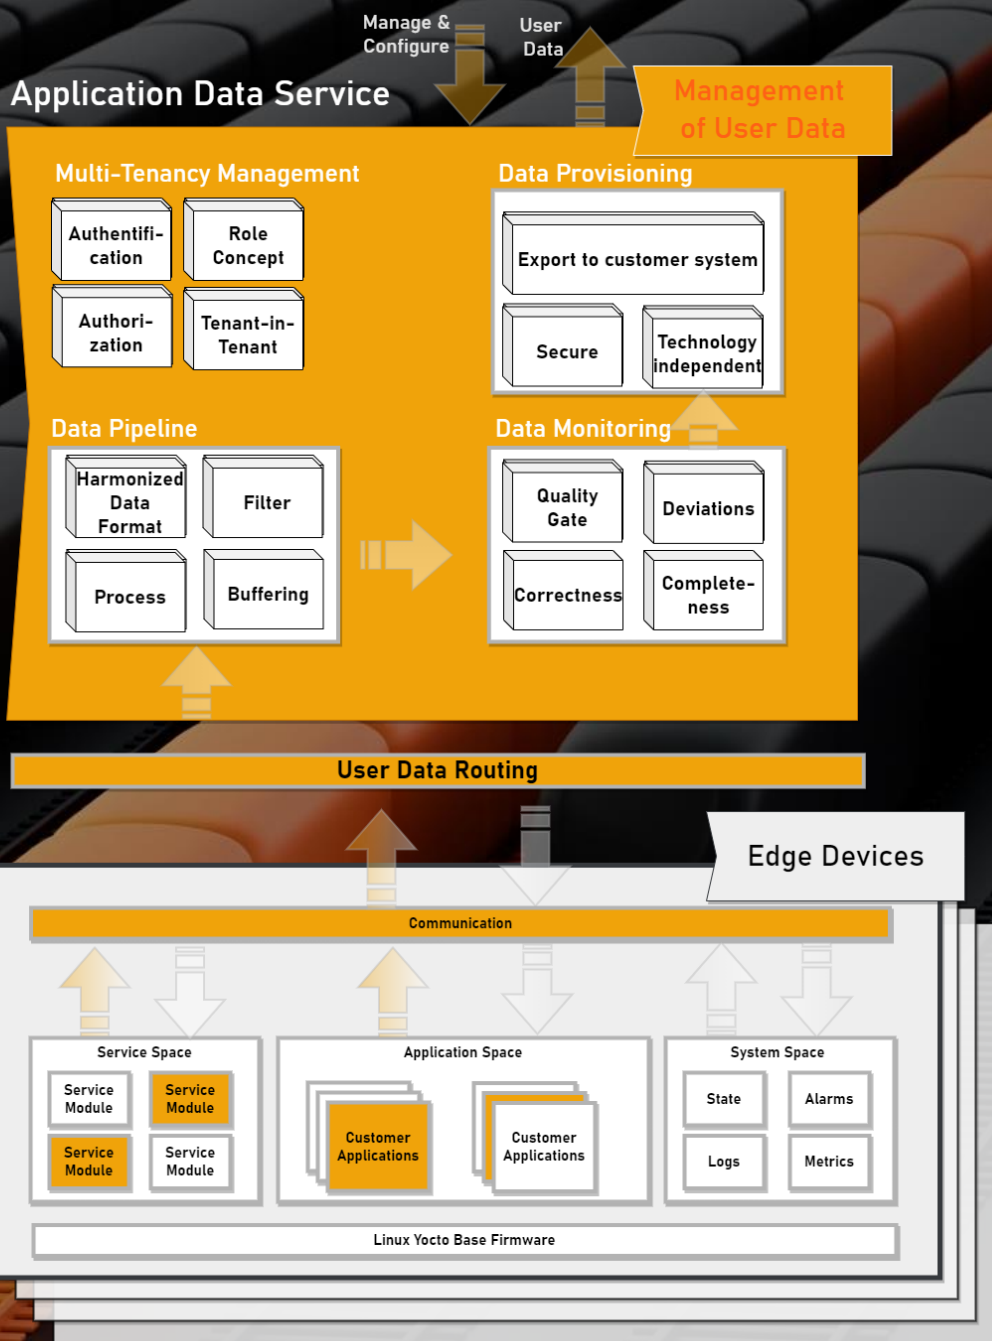 Manage &
Configure
User
Data
Application Data Service
Management
of User Data
Multi-Tenancy Management
Authentifi-
cation
Role
Concept
Authori-
zation
Tenant-in-
Tenant
Data Provisioning
Export to customer system
Secure
Technology
independent
Data Pipeline
Harmonized
Data
Format
Filter
Process
Buffering
Data Monitoring
Quality
Gate
Deviations
Correctness
Complete-
ness
User Data Routing
Edge Devices
Communication
Service Space
Service
Module
Service
Module
Service
Module
Service
Module
Application Space
Customer
Applications
Customer
Applications
System Space
State
Alarms
Logs
Metrics
Linux Yocto Base Firmware